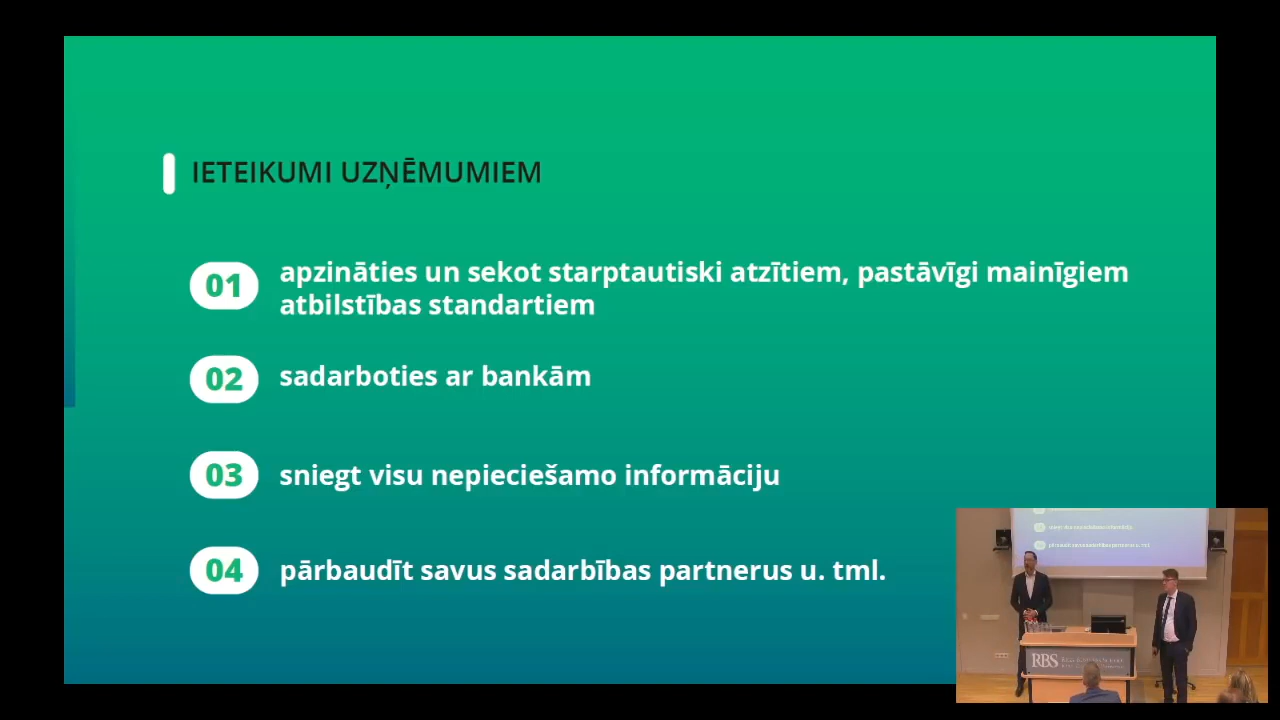 IETEIKUMI UZŅĒMUMIEM
01
apzināties un sekot starptautiski atzītiem, pastāvīgi mainīgiem
atbilstības standartiem
02
sadarboties ar bankām
03
sniegt visu nepieciešamo informāciju
04
pārbaudīt savus sadarbības partnerus u. tml.
RBS